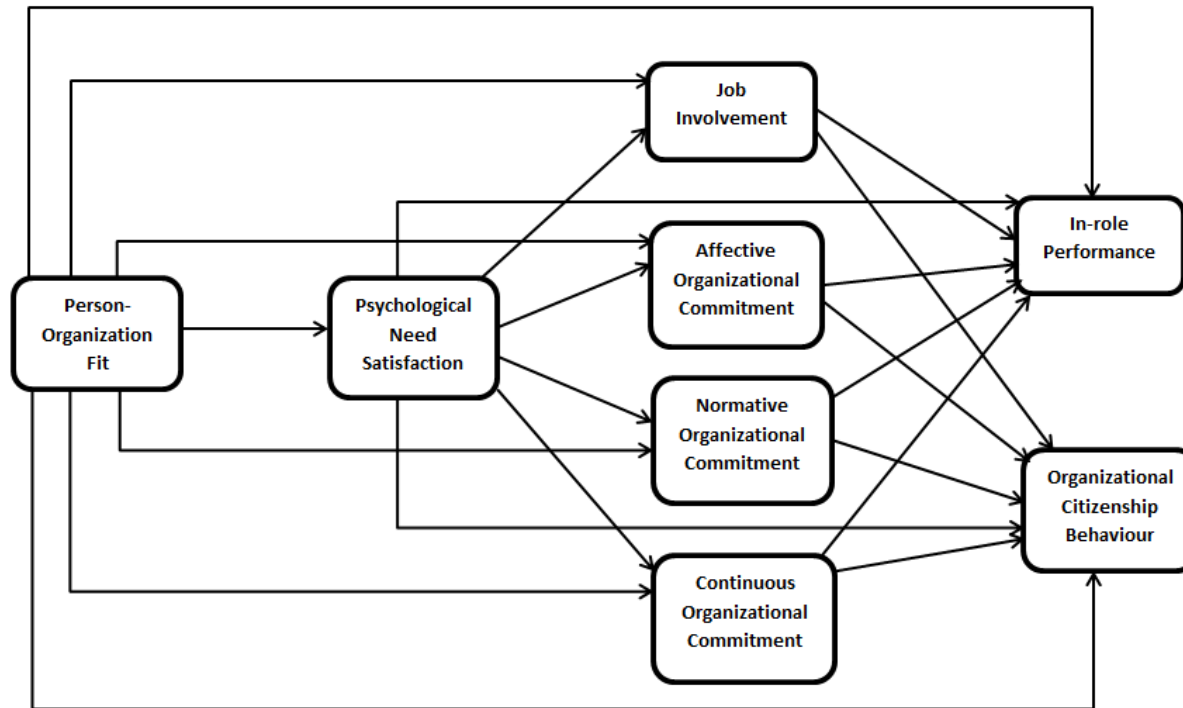 Job
Involvement
In-role
Performance
Affective
Organizational
Commitment
Person-
Organization
Fit
Psychological
Need
Satisfaction
Normative
Organizational
Commitment
Organizational
Citizenship
Behaviour
Continuous
Organizational
Commitment